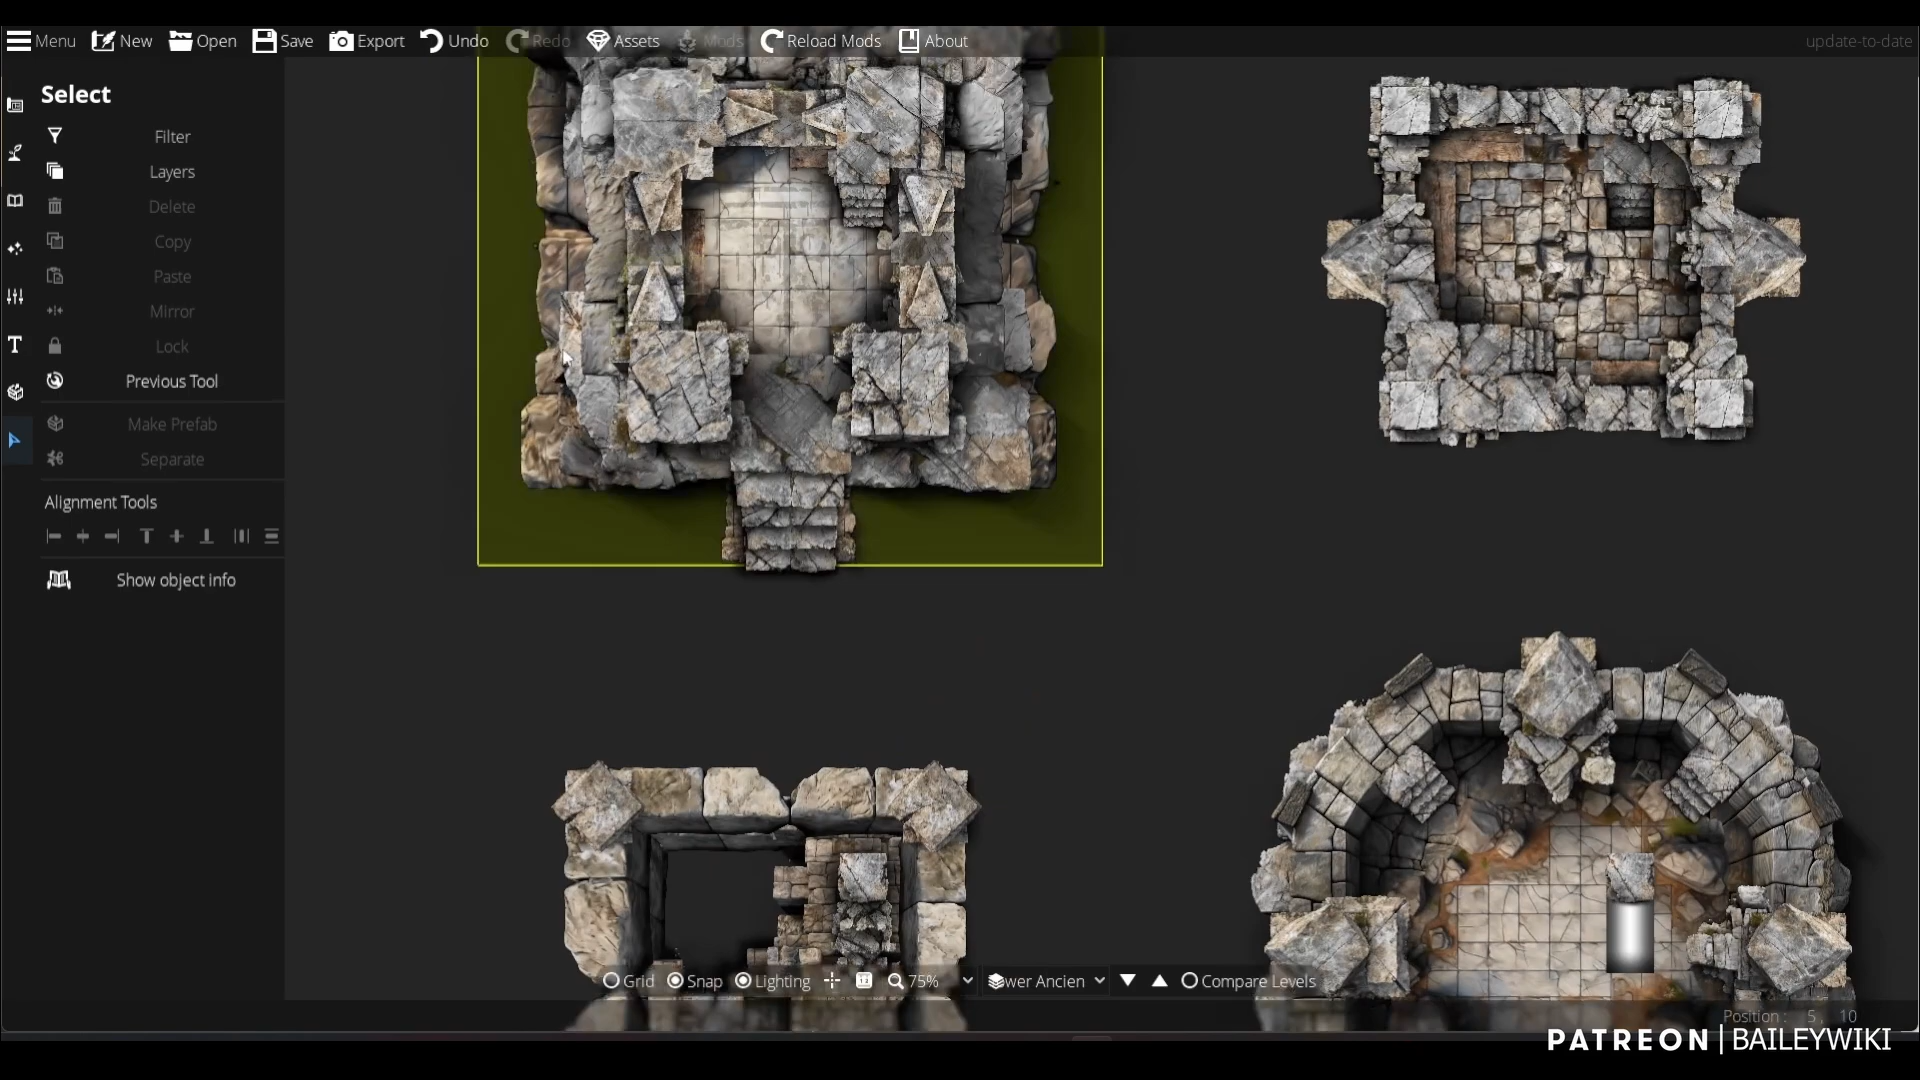 Menu New Open Save Export Undo Redo Assets Mods Reload Mods About update-to-date
Select
Filter
Layers
Delete
Copy
Paste
Mirror
Lock
Previous Tool
Make Prefab
Separate
Alignment Tools
Show object info
Grid Snap Lighting 75% wer Ancien Compare Levels
Position : 5, 10
PATREON | BAILEYWIKI